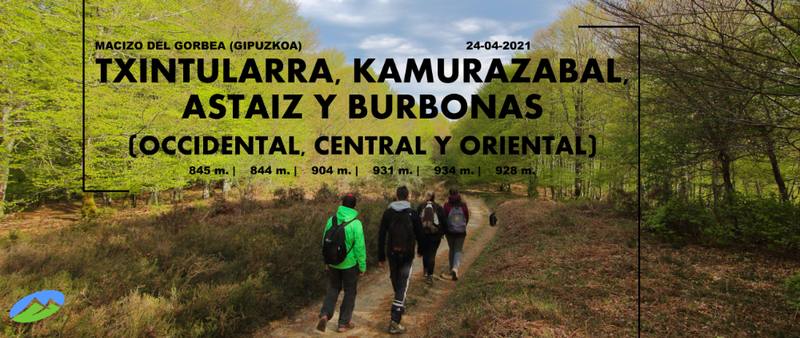 MACIZO DEL GORBEA (GIPUZKOA) 24-04-2021
TXINTULARRA, KAMURAZABAL,
ASTAIZ Y BURBONAS
(OCCIDENTAL, CENTRAL Y ORIENTAL)
845 m. | 844 m. | 904 m. | 931 m. | 934 m. | 928 m.